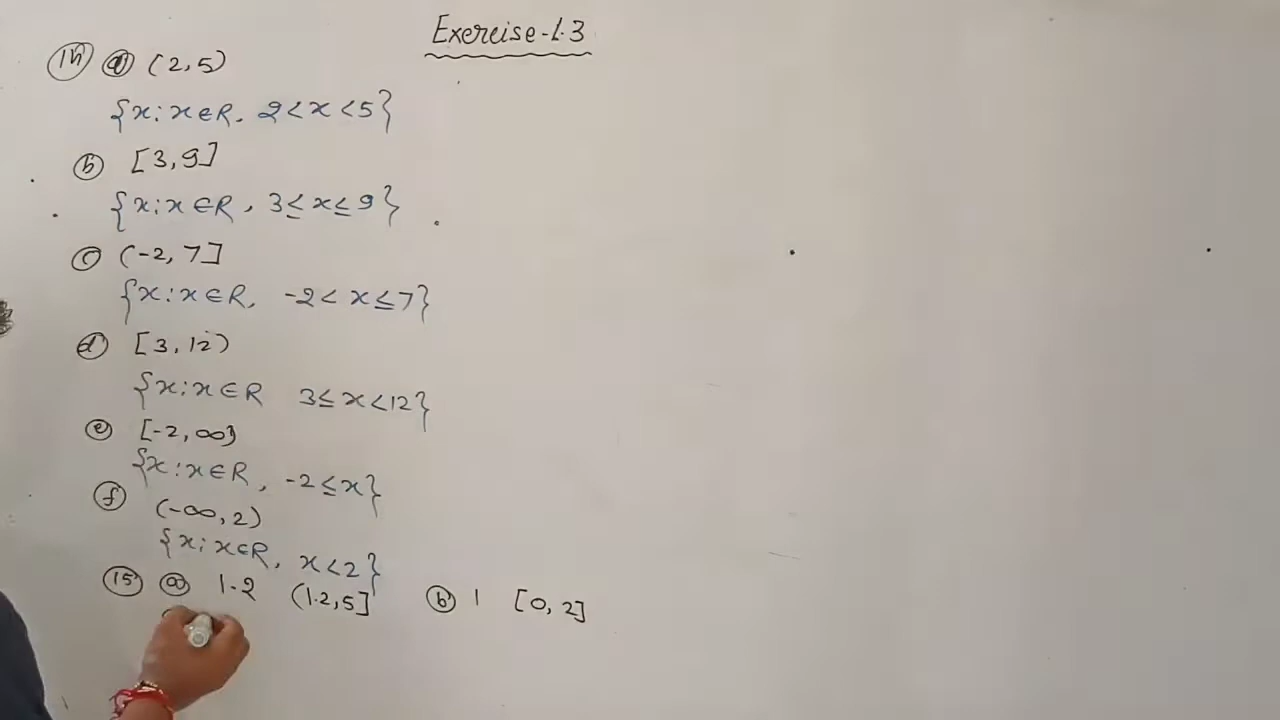 Exercise-1.3
14 a (2,5)
{x:x∈R, 2<x<5}
b [3,9]
{x:x∈R, 3≤x≤9}
c (-2,7]
{x:x∈R, -2<x≤7}
d [3,12)
{x:x∈R 3≤x<12}
e [-2,∞)
{x:x∈R, -2≤x}
f (-∞,2)
{x:x∈R, x<2}
15 a 1.2 (1.2,5] b 1 [0,2]